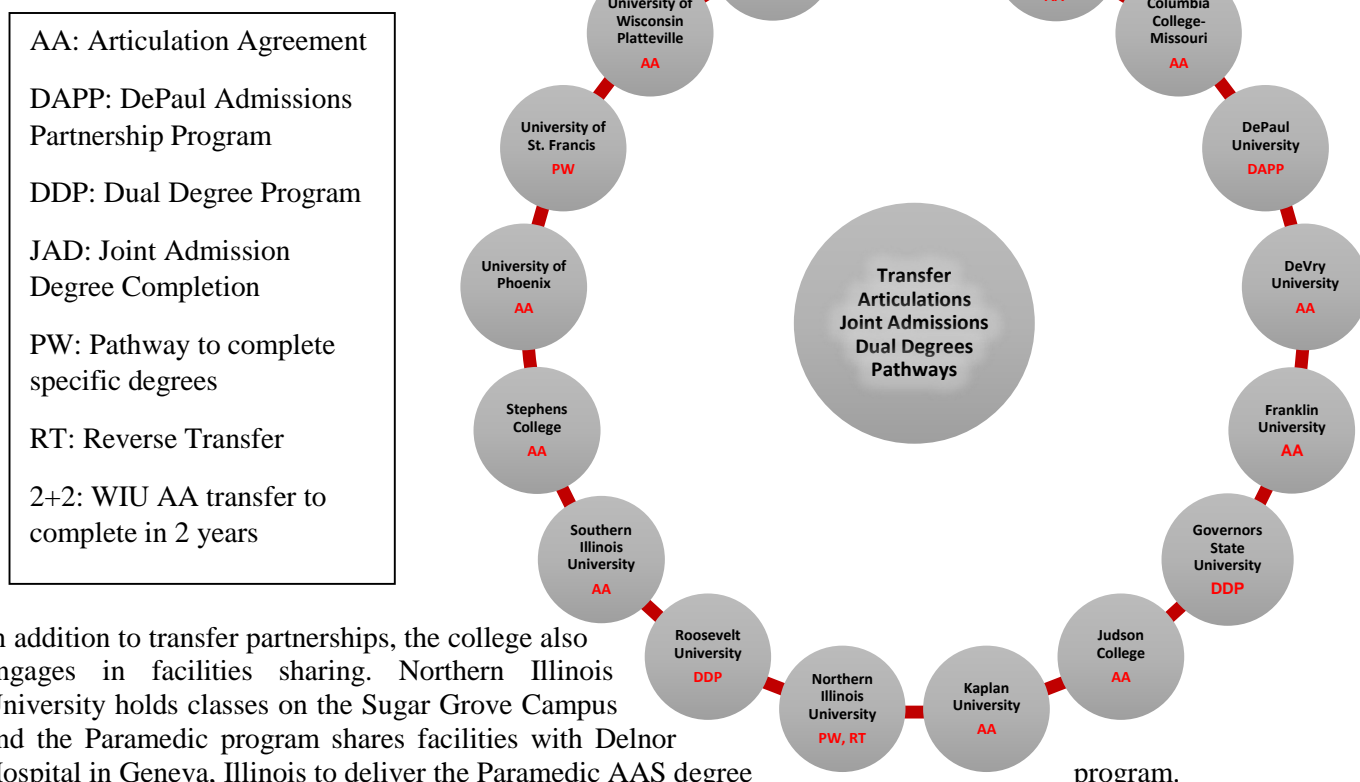 AA: Articulation Agreement
DAPP: DePaul Admissions
Partnership Program
DDP: Dual Degree Program
JAD: Joint Admission
Degree Completion
PW: Pathway to complete
specific degrees
RT: Reverse Transfer
2+2: WIU AA transfer to
complete in 2 years
University of
Wisconsin
Platteville
AA
AA
Columbia
College-
Missouri
AA
University of
St. Francis
PW
DePaul
University
DAPP
University of
Phoenix
AA
Transfer
Articulations
Joint Admissions
Dual Degrees
Pathways
DeVry
University
AA
Stephens
College
AA
Franklin
University
AA
Southern
Illinois
University
AA
Governors
State
University
DDP
Roosevelt
University
DDP
Northern
Illinois
University
PW, RT
Kaplan
University
AA
Judson
College
AA
n addition to transfer partnerships, the college also
ngages in facilities sharing. Northern Illinois
University holds classes on the Sugar Grove Campus
nd the Paramedic program shares facilities with Delnor
Hospital in Geneva, Illinois to deliver the Paramedic AAS degree program.